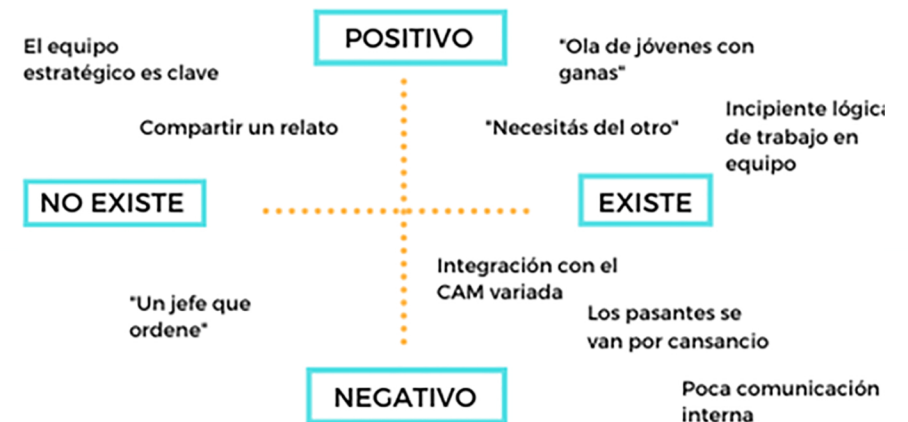 POSITIVO
El equipo
estratégico es clave
"Ola de jóvenes con
ganas"
Compartir un relato
"Necesitás del otro"
Incipiente lógica
de trabajo en
equipo
NO EXISTE
EXISTE
Integración con el
CAM variada
"Un jefe que
ordene"
Los pasantes se
van por cansancio
NEGATIVO
Poca comunicación
interna